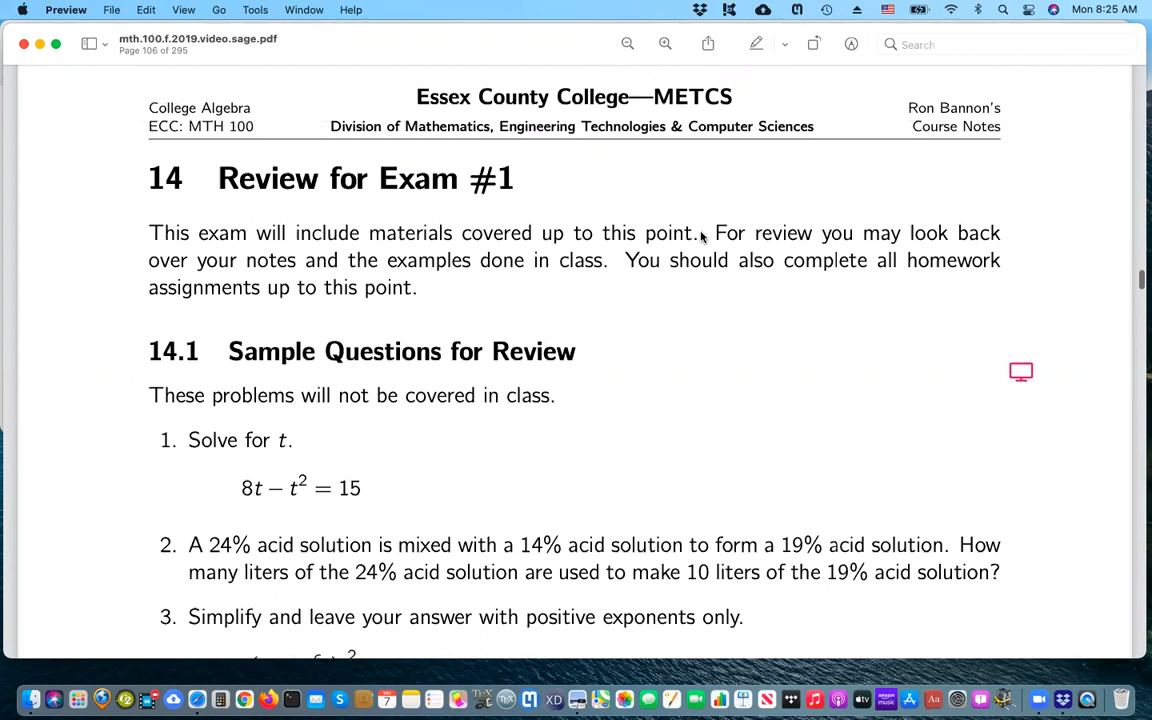 Preview File Edit View Go Tools Window Help Mon 8:25 AM
mth.100.f.2019.video.sage.pdf
Page 106 of 295
Search
Essex County College—METCS
College Algebra Ron Bannon's
ECC: MTH 100 Division of Mathematics, Engineering Technologies & Computer Sciences Course Notes
14 Review for Exam #1
This exam will include materials covered up to this point. For review you may look back
over your notes and the examples done in class. You should also complete all homework
assignments up to this point.
14.1 Sample Questions for Review
These problems will not be covered in class.
1. Solve for t.
8t − t² = 15
2. A 24% acid solution is mixed with a 14% acid solution to form a 19% acid solution. How
many liters of the 24% acid solution are used to make 10 liters of the 19% acid solution?
3. Simplify and leave your answer with positive exponents only.